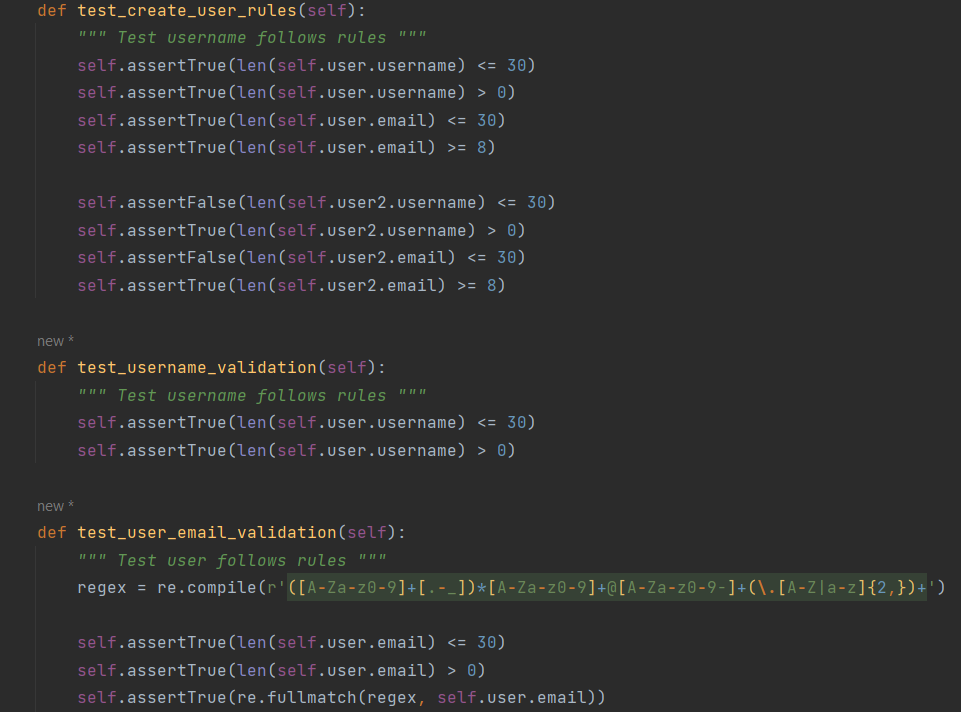 def test_create_user_rules(self):
    """ Test username follows rules """
    self.assertTrue(len(self.user.username) <= 30)
    self.assertTrue(len(self.user.username) > 0)
    self.assertTrue(len(self.user.email) <= 30)
    self.assertTrue(len(self.user.email) >= 8)
    self.assertFalse(len(self.user2.username) <= 30)
    self.assertTrue(len(self.user2.username) > 0)
    self.assertFalse(len(self.user2.email) <= 30)
    self.assertTrue(len(self.user2.email) >= 8)
new *
def test_username_validation(self):
    """ Test username follows rules """
    self.assertTrue(len(self.user.username) <= 30)
    self.assertTrue(len(self.user.username) > 0)
new *
def test_user_email_validation(self):
    """ Test user follows rules """
    regex = re.compile(r'([A-Za-z0-9]+[.-_])*[A-Za-z0-9]+@[A-Za-z0-9-]+(\.[A-Z|a-z]{2,})+')
    self.assertTrue(len(self.user.email) <= 30)
    self.assertTrue(len(self.user.email) > 0)
    self.assertTrue(re.fullmatch(regex, self.user.email))